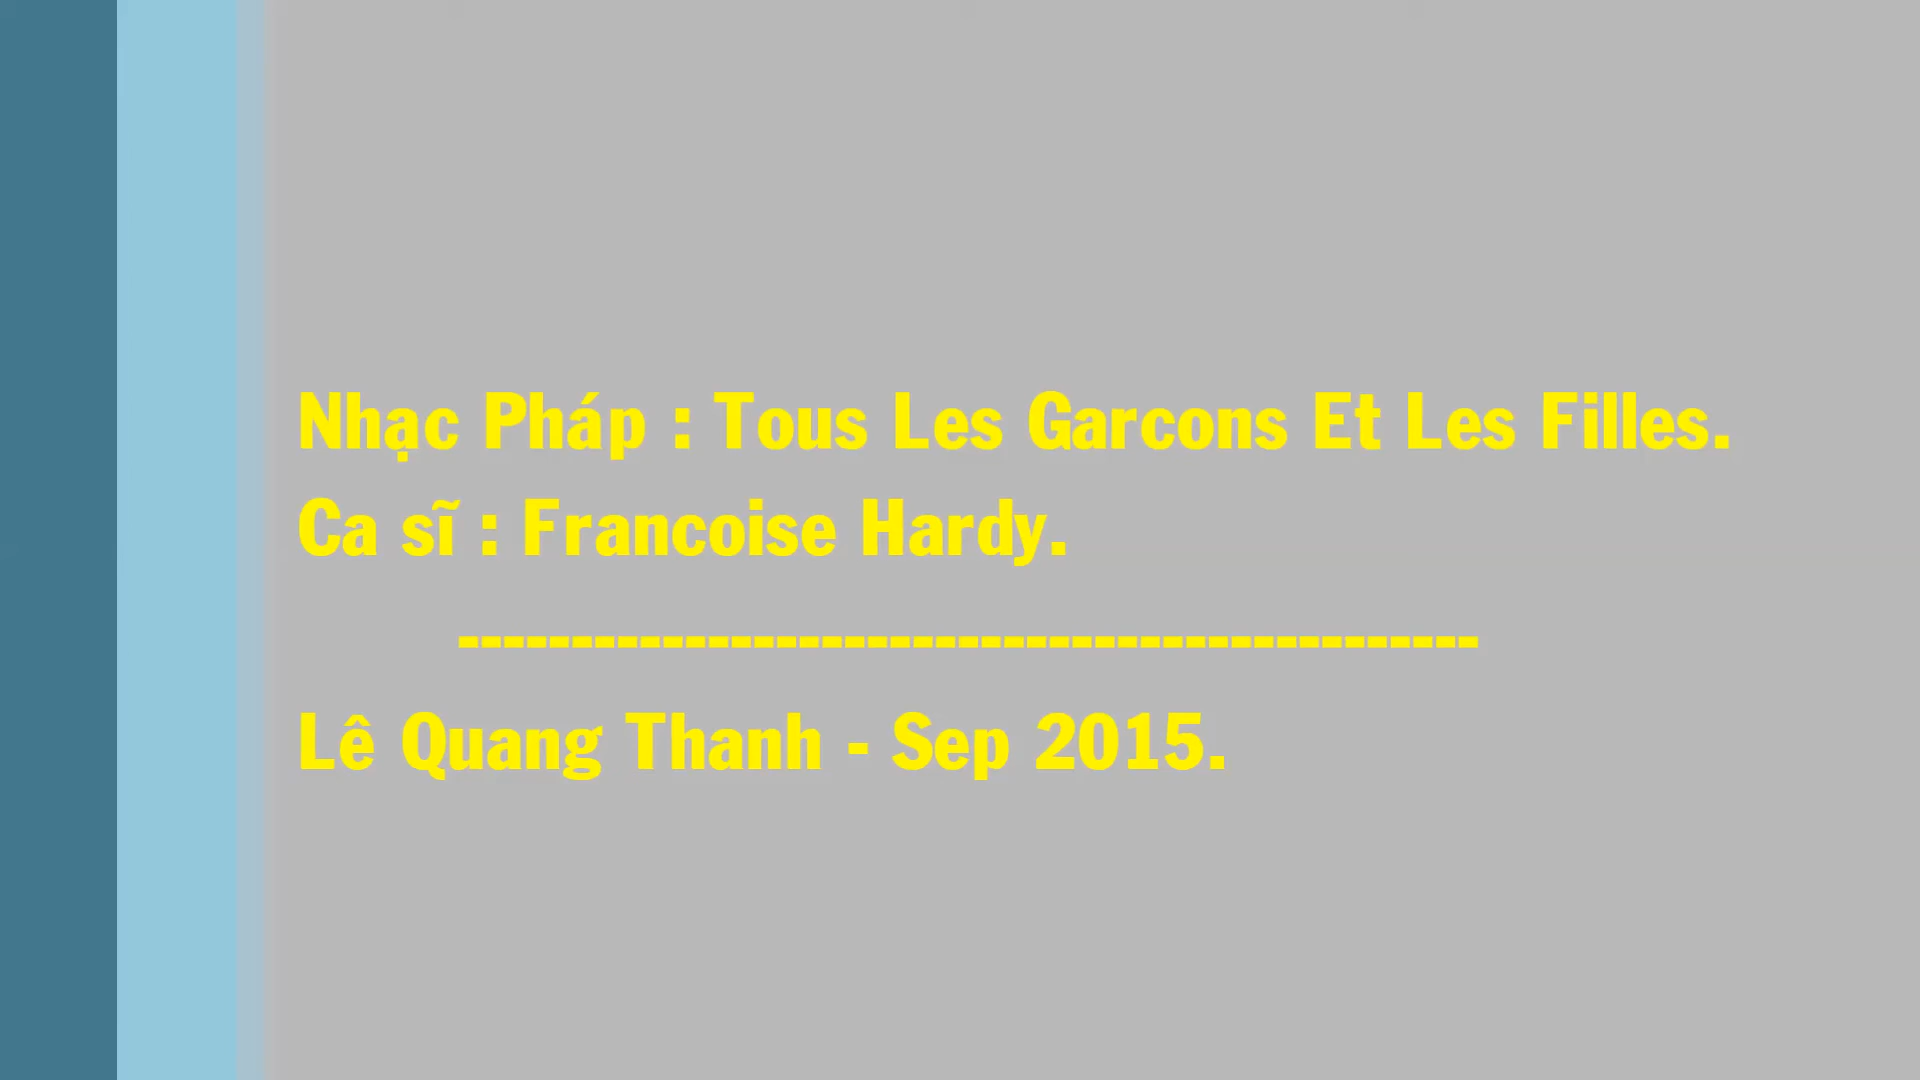 Nhạc Pháp : Tous Les Garcons Et Les Filles.
Ca sĩ : Francoise Hardy.
---------------------------------------------
Lê Quang Thanh - Sep 2015.